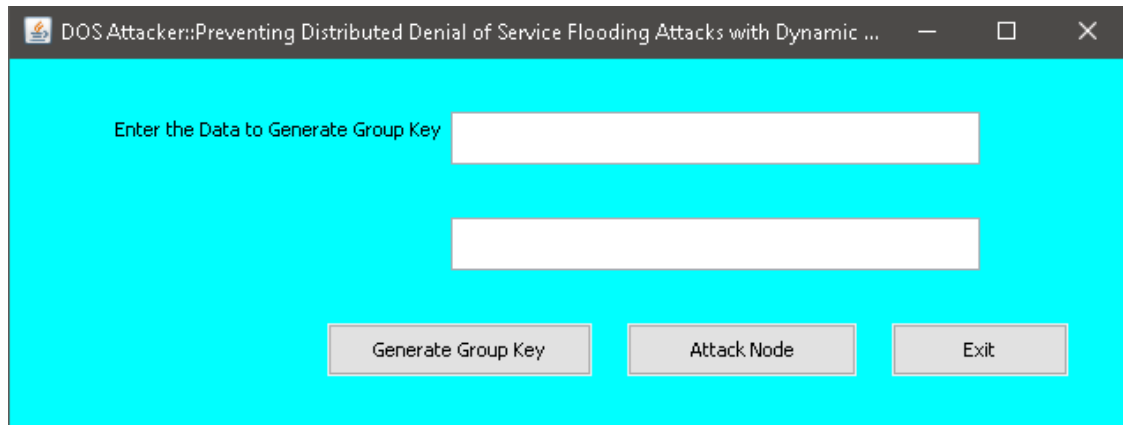 DOS Attacker::Preventing Distributed Denial of Service Flooding Attacks with Dynamic ...
Enter the Data to Generate Group Key
Generate Group Key
Attack Node
Exit